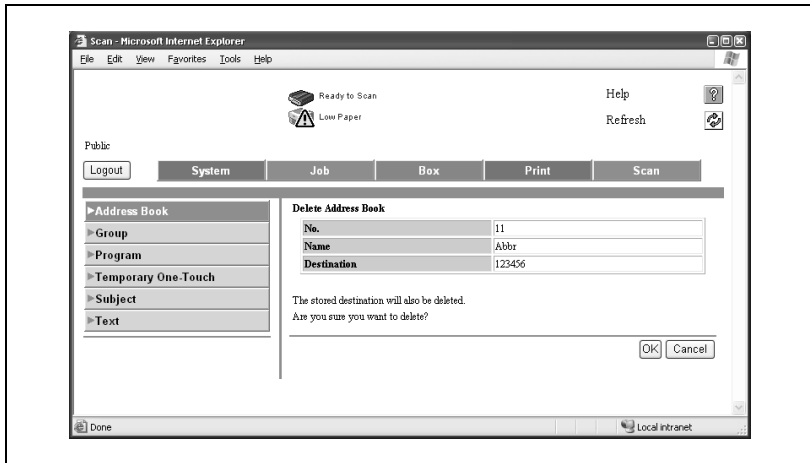 Scan - Microsoft Internet Explorer
File Edit View Favorites Tools Help
Ready to Scan
Help
Low Paper
Refresh
Public
Logout System Job Box Print Scan
Address Book
Group
Program
Temporary One-Touch
Subject
Text
Delete Address Book
No. 11
Name Abbr
Destination 123456
The stored destination will also be deleted.
Are you sure you want to delete?
OK Cancel
Done
Local intranet